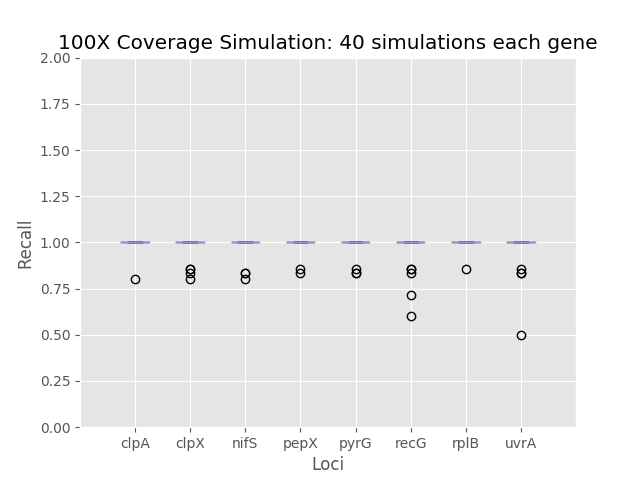 100X Coverage Simulation: 40 simulations each gene
2.00
1.75
1.50
1.25
1.00
0.75
0.50
0.25
0.00
Recall
clpA clpX nifS pepX pyrG recG rplB uvrA
Loci